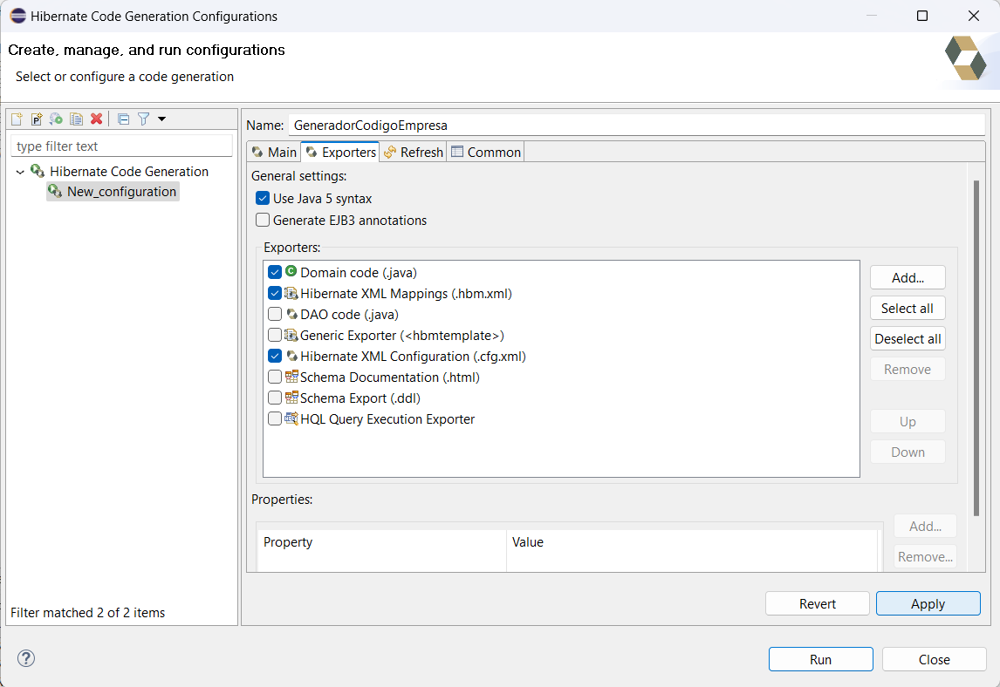 Hibernate Code Generation Configurations
Create, manage, and run configurations
Select or configure a code generation
type filter text
Hibernate Code Generation
New_configuration
Filter matched 2 of 2 items
Name: GeneradorCodigoEmpresa
Main Exporters Refresh Common
General settings:
Use Java 5 syntax
Generate EJB3 annotations
Exporters:
Domain code (.java)
Hibernate XML Mappings (.hbm.xml)
DAO code (.java)
Generic Exporter (<hbmtemplate>)
Hibernate XML Configuration (.cfg.xml)
Schema Documentation (.html)
Schema Export (.ddl)
HQL Query Execution Exporter
Add...
Select all
Deselect all
Remove
Up
Down
Properties:
Property Value
Add...
Remove...
Revert Apply
Run Close